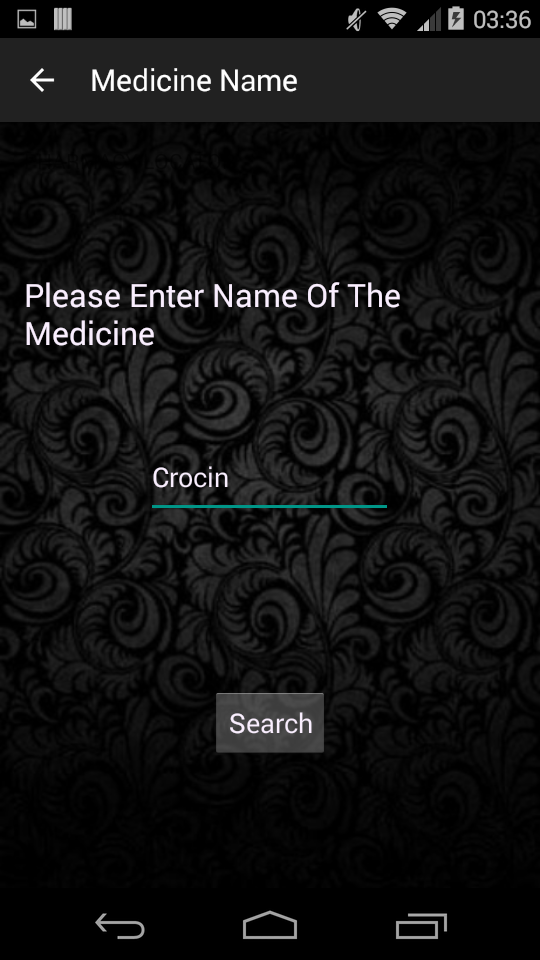 03:36
Medicine Name
Please Enter Name Of The
Medicine
Crocin
Search